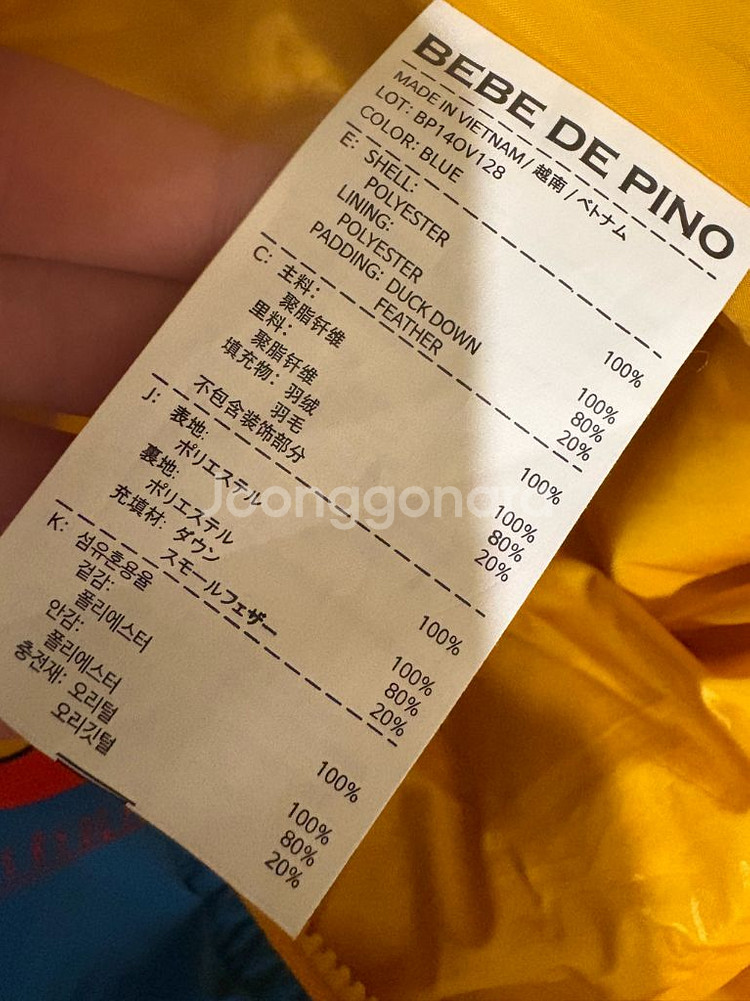 BEBE DE PINO
MADE IN VIETNAM / 越南 / ベトナム
LOT: BP14OV128
COLOR: BLUE
E: SHELL:
POLYESTER 100%
LINING:
POLYESTER 100%
PADDING: DUCK DOWN 80%
FEATHER 20%
C: 主料:
聚脂钎维 100%
里料:
聚脂钎维 100%
填充物: 羽绒 80%
羽毛 20%
不包含装饰部分
J: 表地:
ポリエステル 100%
裏地:
ポリエステル 100%
充填材: ダウン 80%
スモールフェザー 20%
K: 섬유혼용율
겉감:
폴리에스터 100%
안감:
폴리에스터 100%
충전재: 오리털 80%
오리깃털 20%
Joonggonara